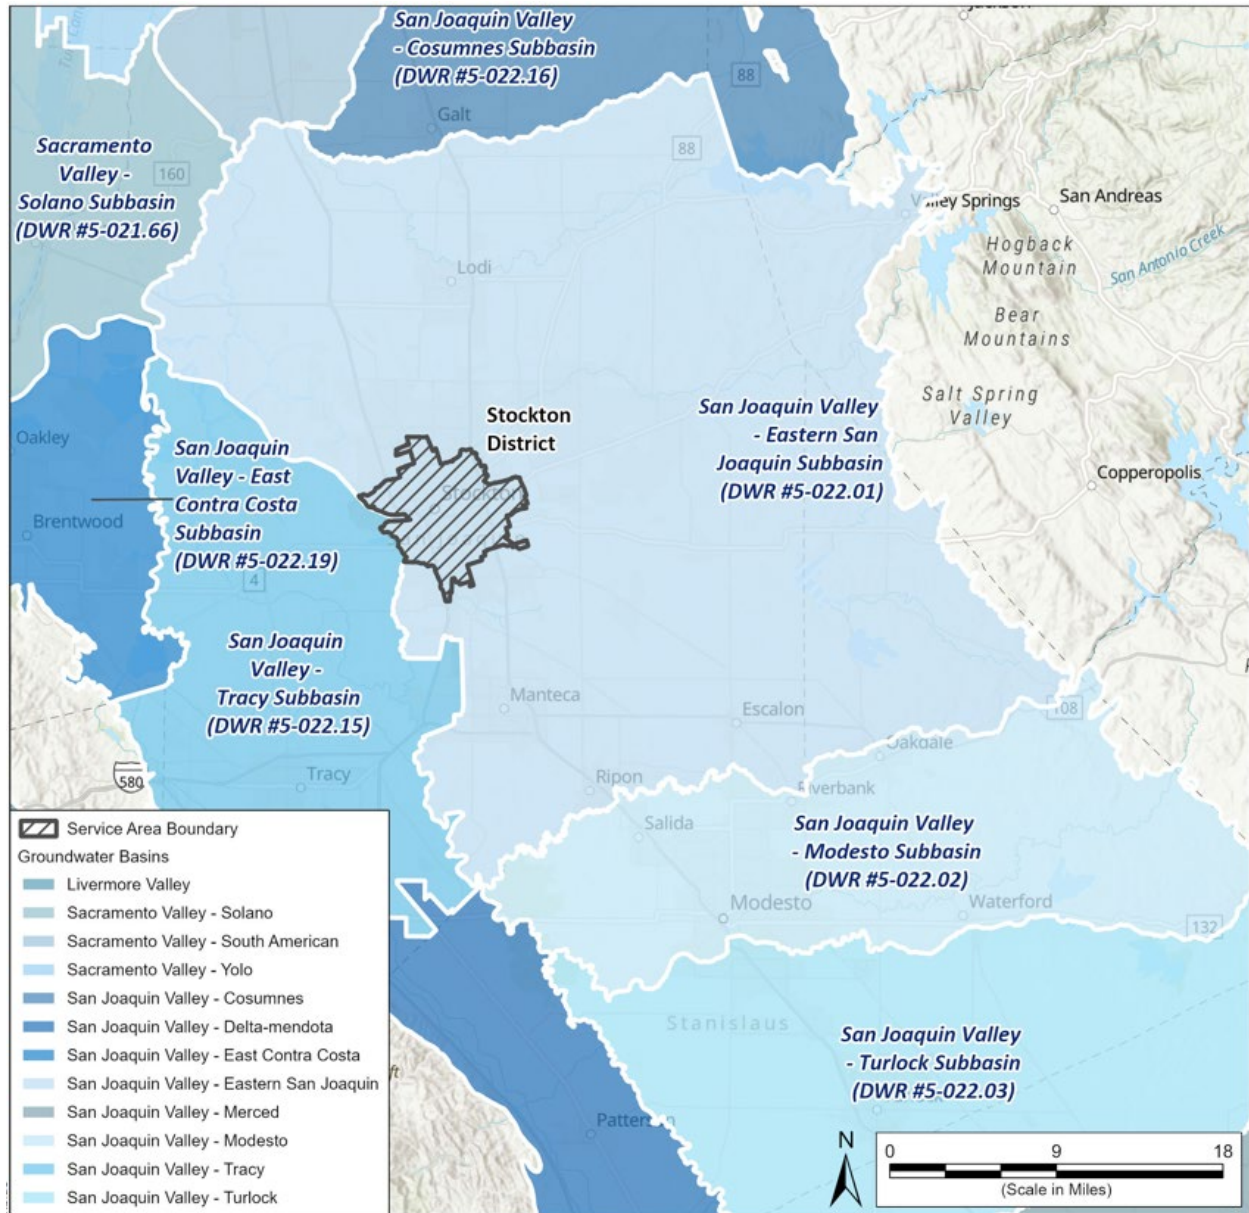 Jackson
San Joaquin Valley
- Cosumnes Subbasin
(DWR #5-022.16)
88
Galt
88
Sacramento
Valley -
Solano Subbasin
(DWR #5-021.66)
160
Valley Springs
San Andreas
Hogback
Mountain
San Antonio Creek
Lodi
Bear
Mountains
Salt Spring
Valley
Stockton
District
San Joaquin Valley
- Eastern San
Joaquin Subbasin
(DWR #5-022.01)
Oakley
San Joaquin
Valley - East
Contra Costa
Subbasin
(DWR #5-022.19)
Stockton
Copperopolis
Brentwood
4
San Joaquin
Valley -
Tracy Subbasin
(DWR #5-022.15)
Manteca
Escalon
108
Oakdale
580
Tracy
Ripon
Riverbank
Salida
San Joaquin Valley
- Modesto Subbasin
(DWR #5-022.02)
Modesto
Waterford
132
Stanislaus
San Joaquin Valley
- Turlock Subbasin
(DWR #5-022.03)
Patterson
Service Area Boundary
Groundwater Basins
Livermore Valley
Sacramento Valley - Solano
Sacramento Valley - South American
Sacramento Valley - Yolo
San Joaquin Valley - Cosumnes
San Joaquin Valley - Delta-mendota
San Joaquin Valley - East Contra Costa
San Joaquin Valley - Eastern San Joaquin
San Joaquin Valley - Merced
San Joaquin Valley - Modesto
San Joaquin Valley - Tracy
San Joaquin Valley - Turlock
N
0 9 18
(Scale in Miles)